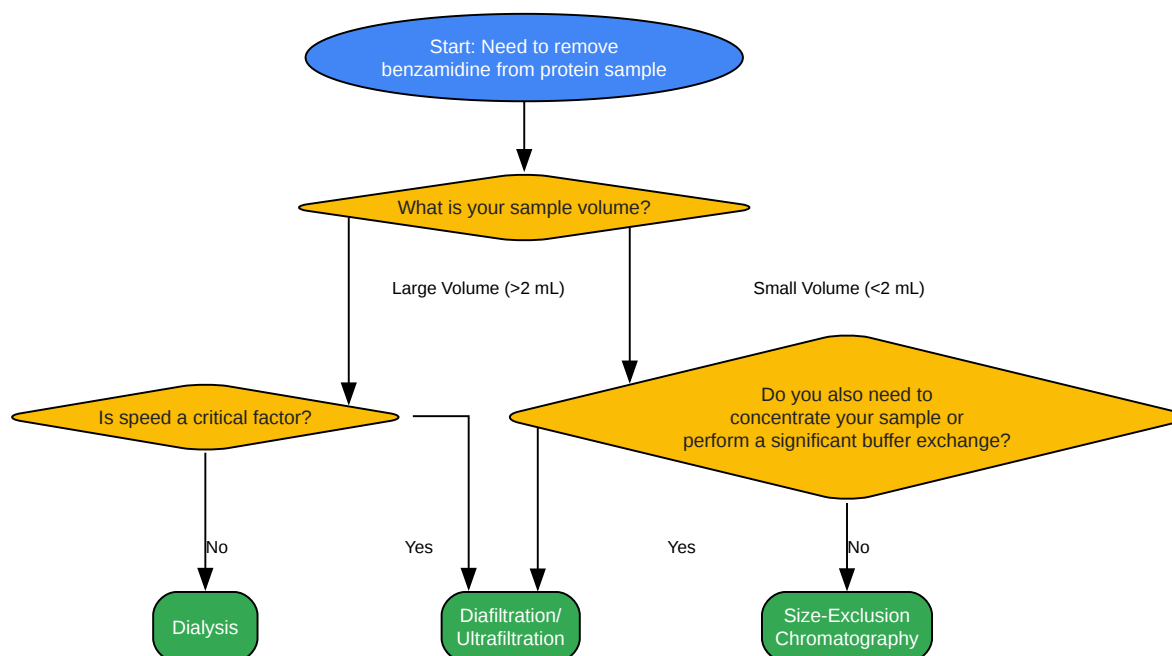 Start: Need to remove
benzamidine from protein sample
What is your sample volume?
Large Volume (>2 mL)
Small Volume (<2 mL)
Is speed a critical factor?
Do you also need to
concentrate your sample or
perform a significant buffer exchange?
No
Yes
Yes
No
Dialysis
Diafiltration/
Ultrafiltration
Size-Exclusion
Chromatography